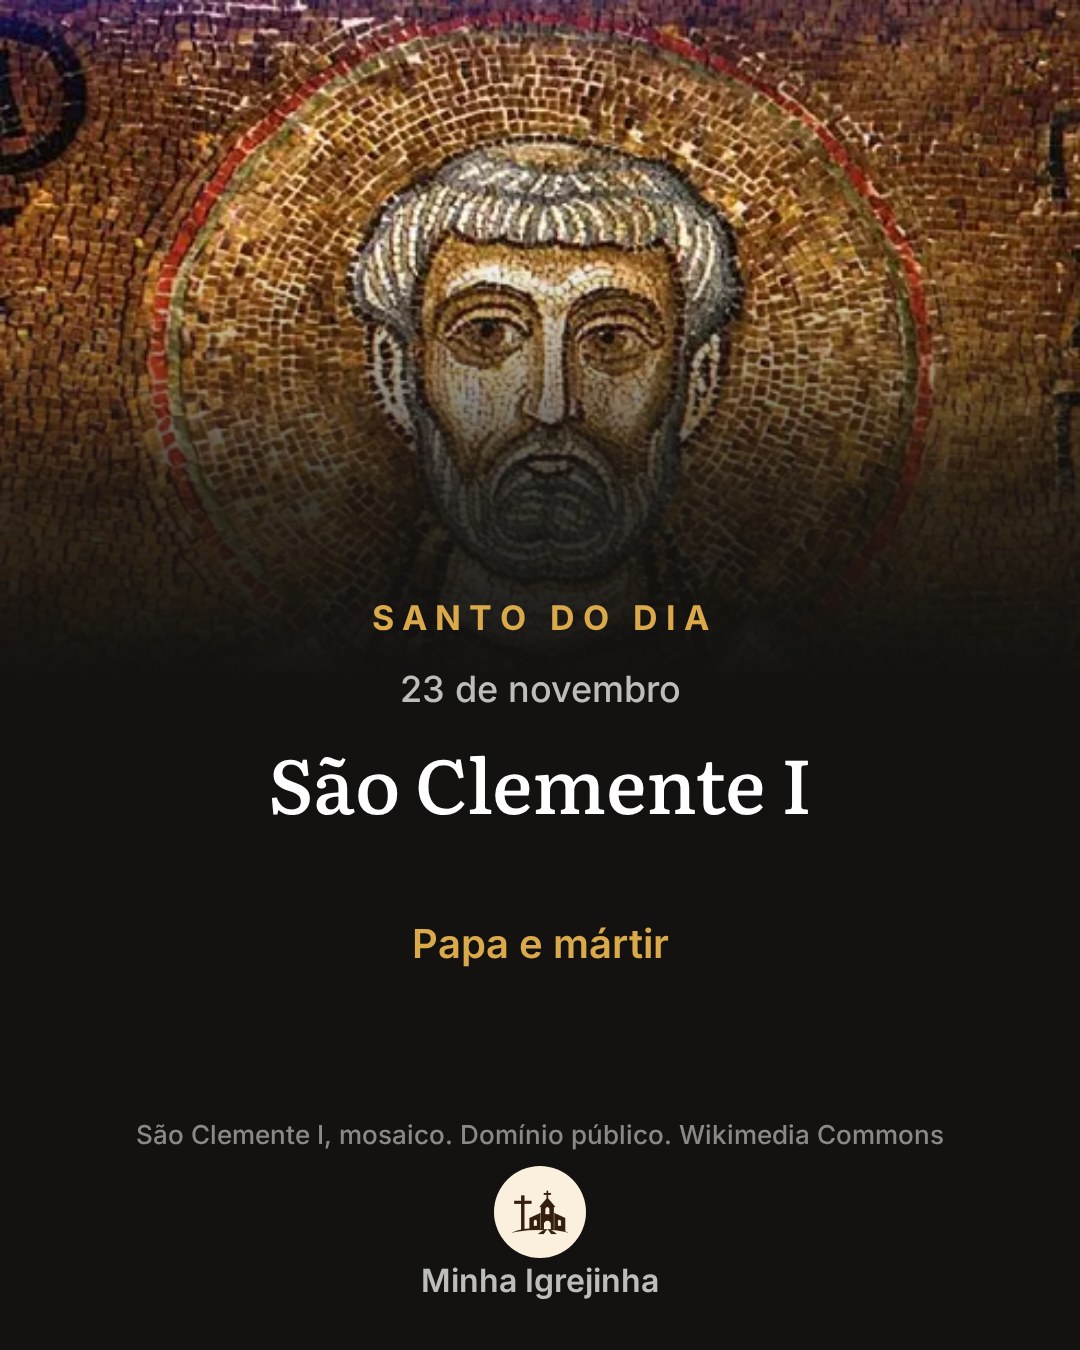 SANTO DO DIA
23 de novembro
São Clemente I
Papa e mártir
São Clemente I, mosaico. Domínio público. Wikimedia Commons
Minha Igrejinha